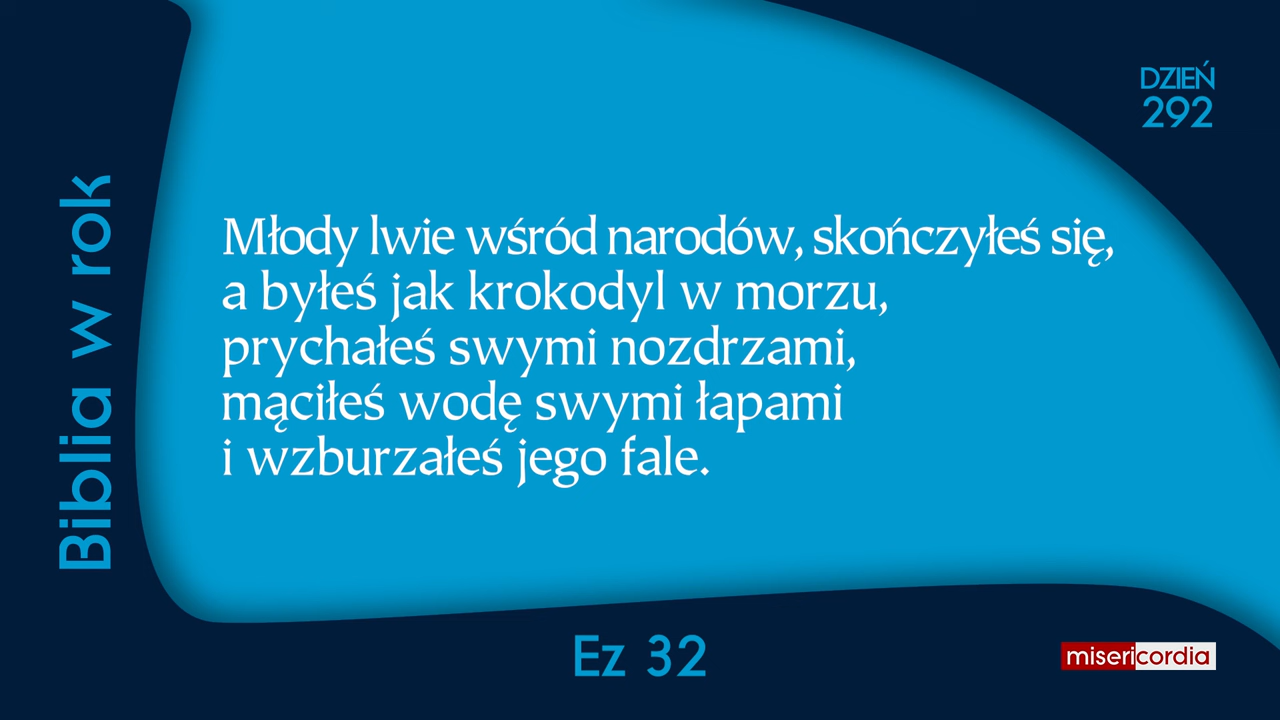 DZIEŃ
292
Biblia w rok
Młody lwie wśród narodów, skończyłeś się,
a byłeś jak krokodyl w morzu,
prychałeś swymi nozdrzami,
mąciłeś wodę swymi łapami
i wzburzałeś jego fale.
Ez 32
misericordia